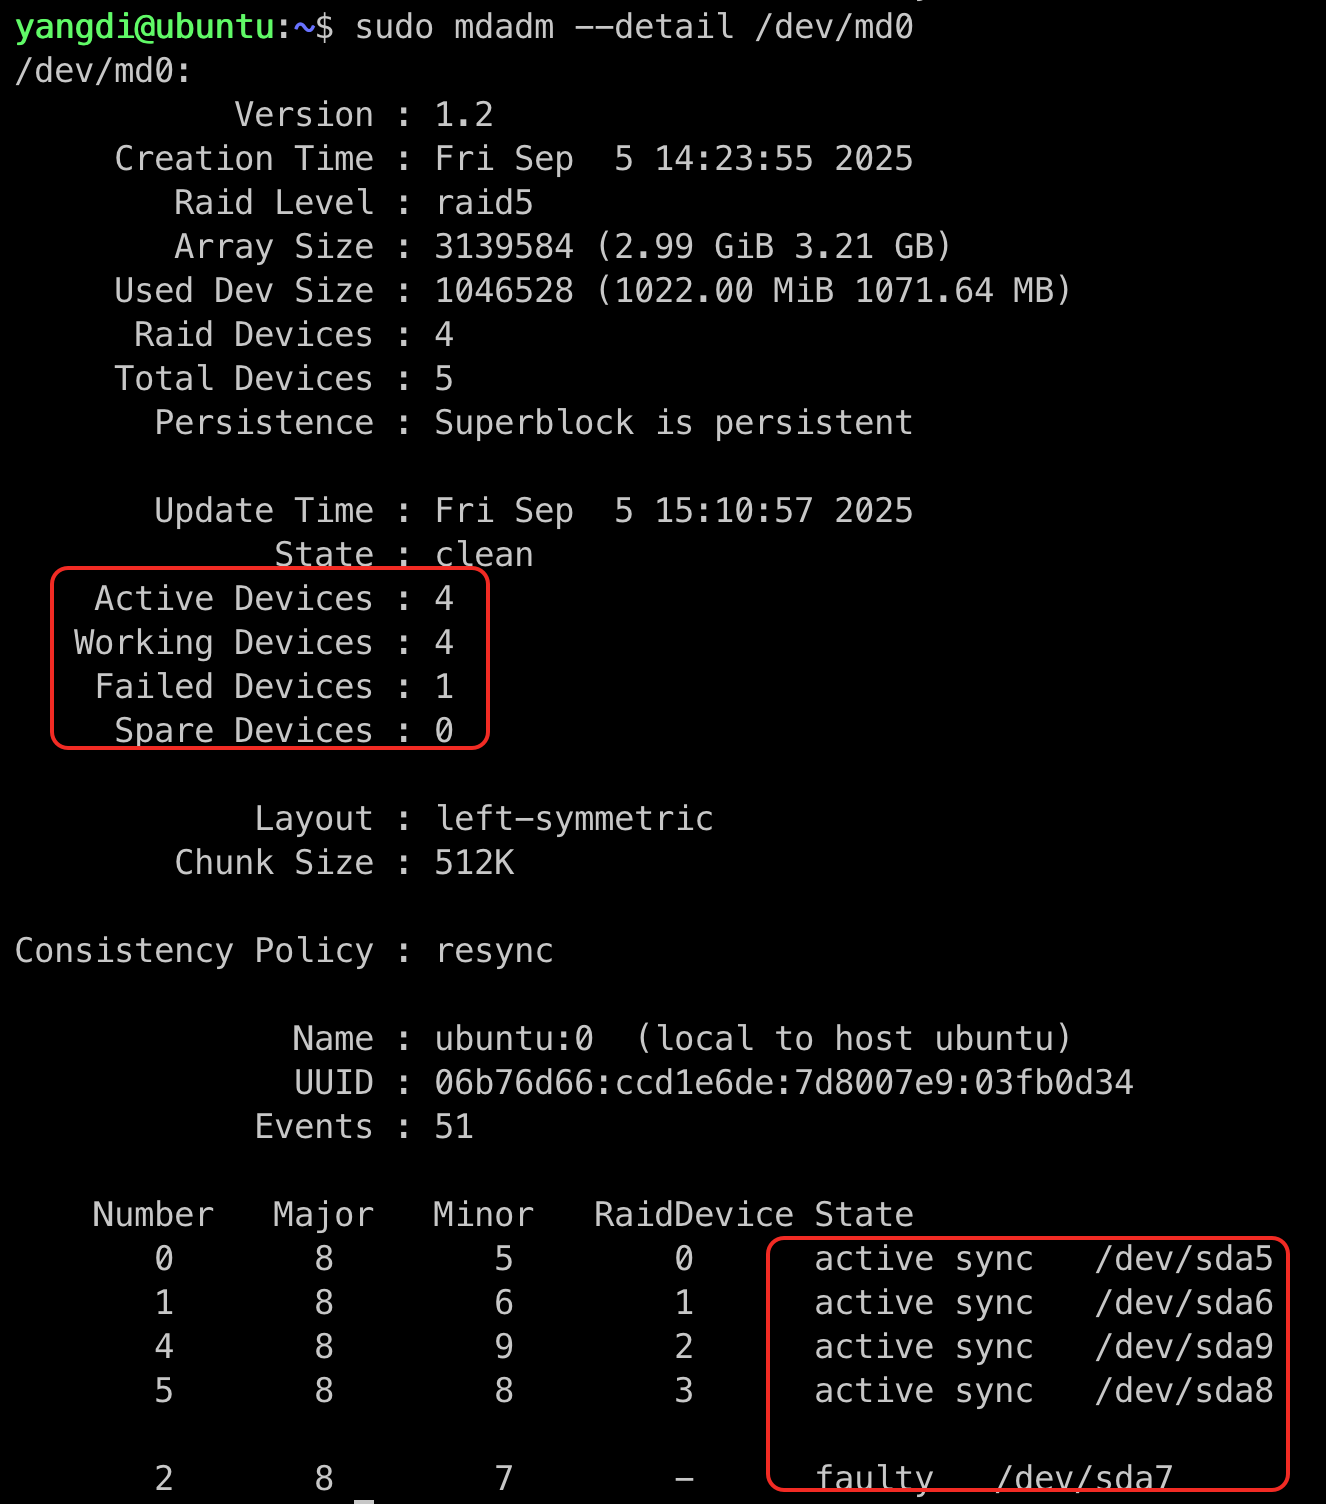 yangdi@ubuntu:~$ sudo mdadm --detail /dev/md0
/dev/md0:
           Version : 1.2
     Creation Time : Fri Sep  5 14:23:55 2025
        Raid Level : raid5
        Array Size : 3139584 (2.99 GiB 3.21 GB)
     Used Dev Size : 1046528 (1022.00 MiB 1071.64 MB)
      Raid Devices : 4
     Total Devices : 5
       Persistence : Superblock is persistent

       Update Time : Fri Sep  5 15:10:57 2025
             State : clean
    Active Devices : 4
   Working Devices : 4
    Failed Devices : 1
     Spare Devices : 0

            Layout : left-symmetric
        Chunk Size : 512K

Consistency Policy : resync

              Name : ubuntu:0  (local to host ubuntu)
              UUID : 06b76d66:ccd1e6de:7d8007e9:03fb0d34
            Events : 51

    Number   Major   Minor   RaidDevice State
       0       8        5        0      active sync   /dev/sda5
       1       8        6        1      active sync   /dev/sda6
       4       8        9        2      active sync   /dev/sda9
       5       8        8        3      active sync   /dev/sda8

       2       8        7        -      faulty   /dev/sda7